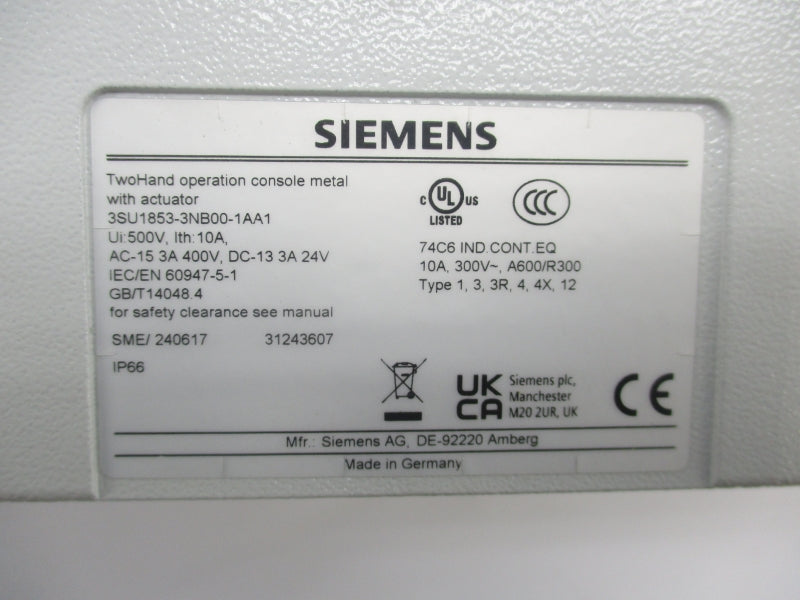 SIEMENS
TwoHand operation console metal
with actuator
3SU1853-3NB00-1AA1
Ui:500V, Ith:10A,
AC-15 3A 400V, DC-13 3A 24V
IEC/EN 60947-5-1
GB/T14048.4
for safety clearance see manual
SME/ 240617 31243607
IP66
C UL US
LISTED
CCC
74C6 IND.CONT.EQ
10A, 300V~, A600/R300
Type 1, 3, 3R, 4, 4X, 12
UK
CA
Siemens plc,
Manchester
M20 2UR, UK
CE
Mfr.: Siemens AG, DE-92220 Amberg
Made in Germany